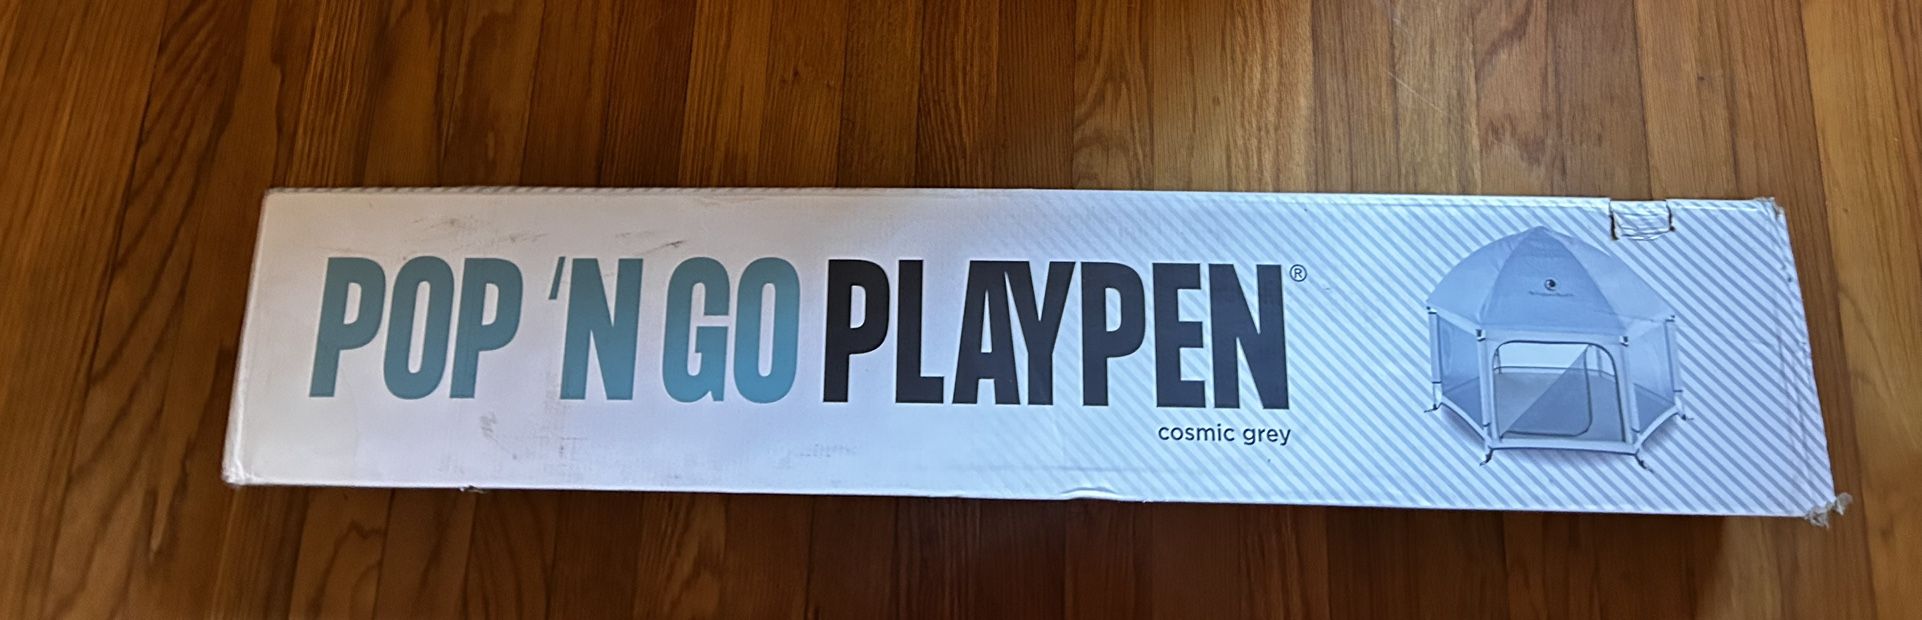 POP 'N GO PLAYPEN®
cosmic grey